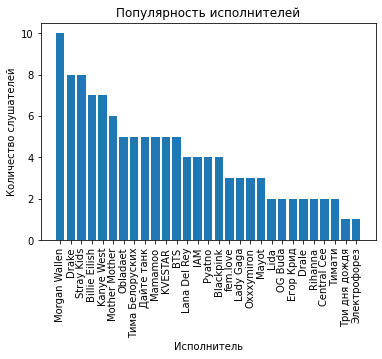 Популярность исполнителей
Количество слушателей
10
8
6
4
2
0
Morgan Wallen
Drake
Stray Kids
Billie Eilish
Kanye West
Mother Mother
Obladaet
Тима Белоруских
Дайте танк
Mamamoo
KVESTAR
BTS
Lana Del Rey
IAM
Pyatno
Blackpink
fem.love
Lady Gaga
Oxxxymiron
Mayot
Lida
OG Buda
Егор Крид
Drale
Rihanna
Central Cee
Тимати
Три дня дождя
Электрофорез
Исполнитель